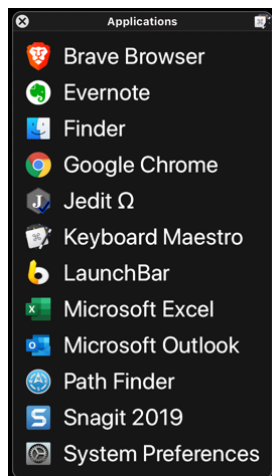 Applications
Brave Browser
Evernote
Finder
Google Chrome
Jedit Ω
Keyboard Maestro
LaunchBar
Microsoft Excel
Microsoft Outlook
Path Finder
Snagit 2019
System Preferences